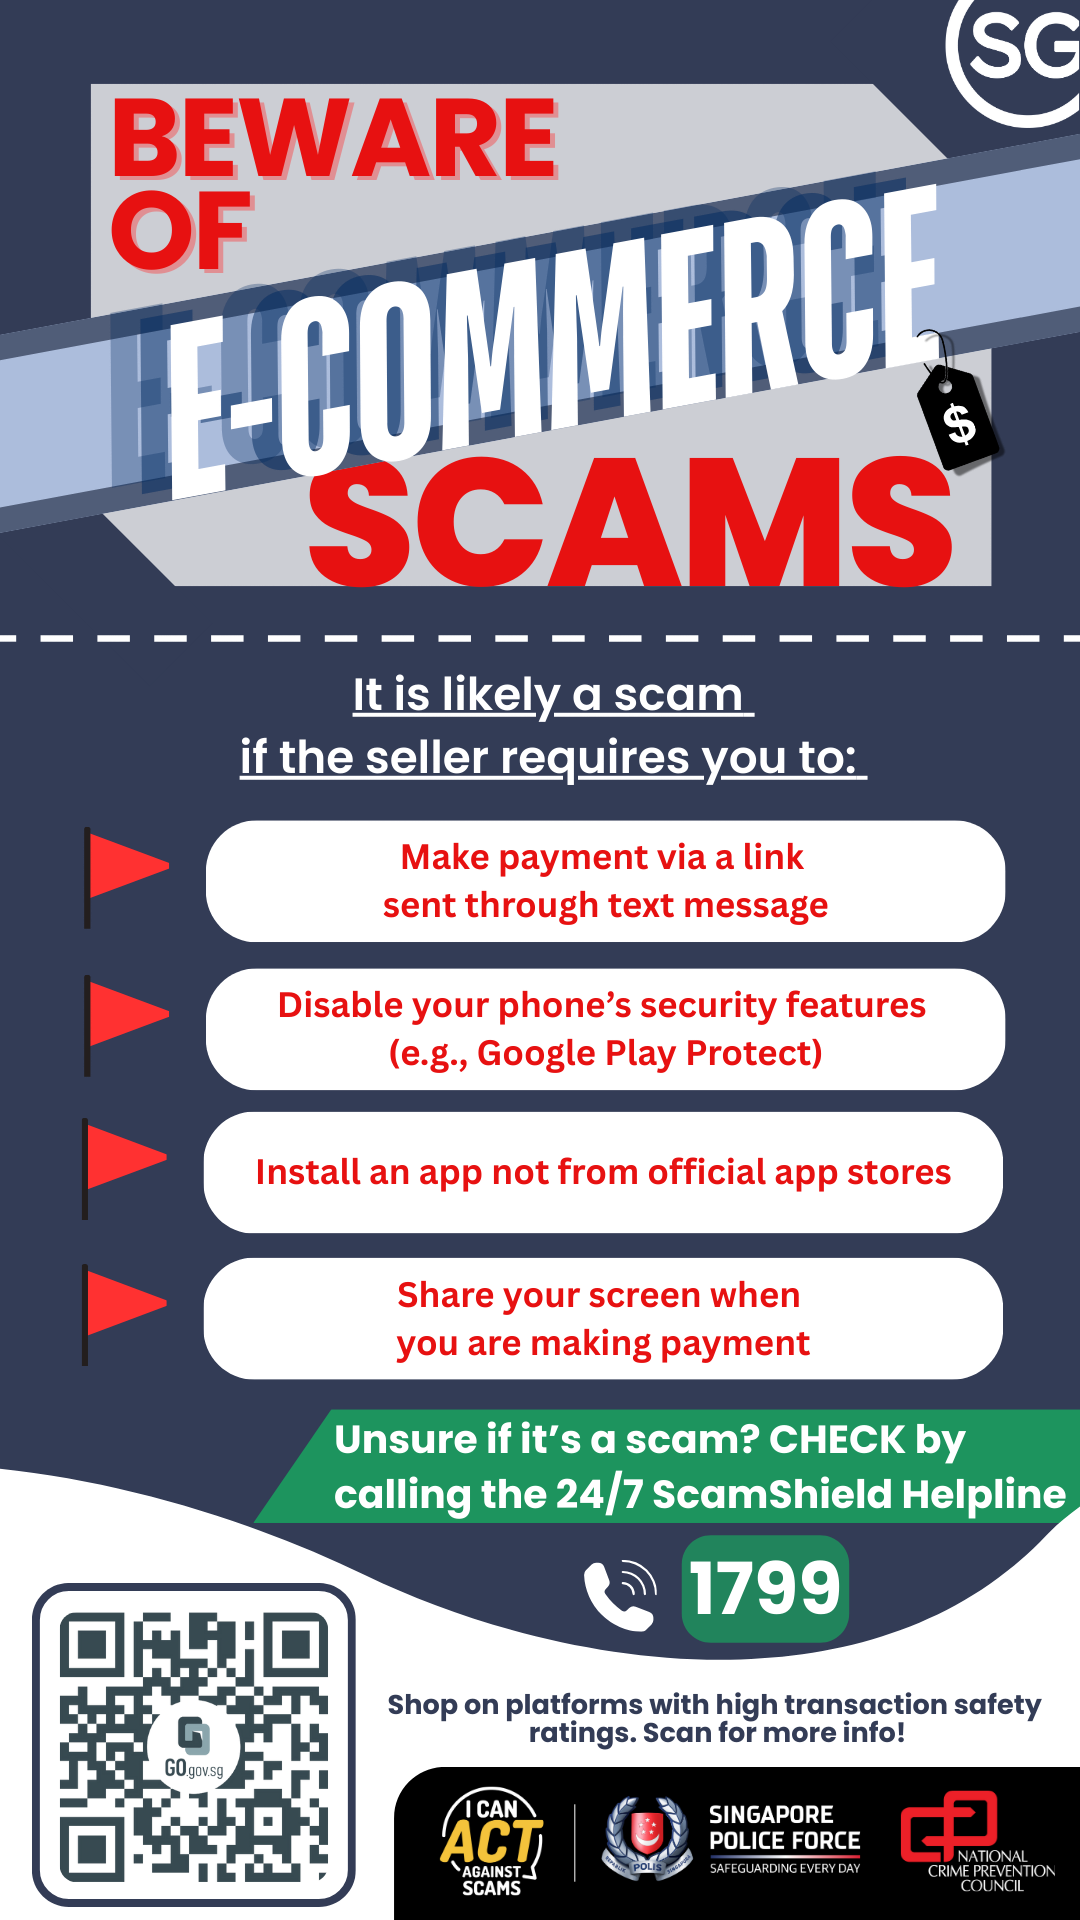 SG
BEWARE
OF
E-COMMERCE
$
SCAMS
It is likely a scam
if the seller requires you to:
Make payment via a link
sent through text message
Disable your phone’s security features
(e.g., Google Play Protect)
Install an app not from official app stores
Share your screen when
you are making payment
Unsure if it’s a scam? CHECK by
calling the 24/7 ScamShield Helpline
1799
GO.gov.sg
Shop on platforms with high transaction safety
ratings. Scan for more info!
I CAN
ACT
AGAINST
SCAMS
REPUBLIK POLIS SINGAPURA
SINGAPORE
POLICE FORCE
SAFEGUARDING EVERY DAY
NATIONAL
CRIME PREVENTION
COUNCIL